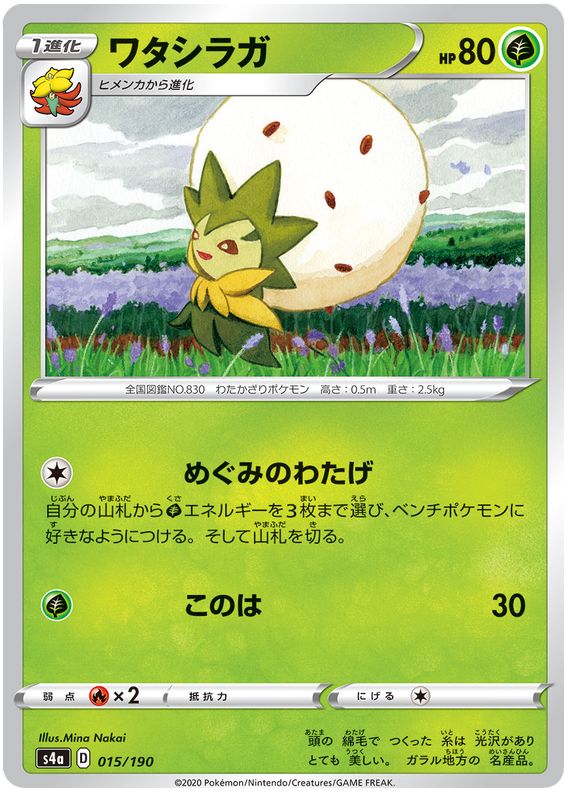 1進化
ワタシラガ
HP80
ヒメンカから進化
全国図鑑NO.830 わたかざりポケモン 高さ:0.5m 重さ:2.5kg
めぐみのわたげ
自分の山札からエネルギーを3枚まで選び、ベンチポケモンに
好きなようにつける。そして山札を切る。
このは 30
弱点 ×2 抵抗力 にげる
Illus.Mina Nakai
s4a D 015/190
頭の 綿毛で つくった 糸は 光沢があり
とても 美しい。 ガラル地方の 名産品。
©2020 Pokémon/Nintendo/Creatures/GAME FREAK.